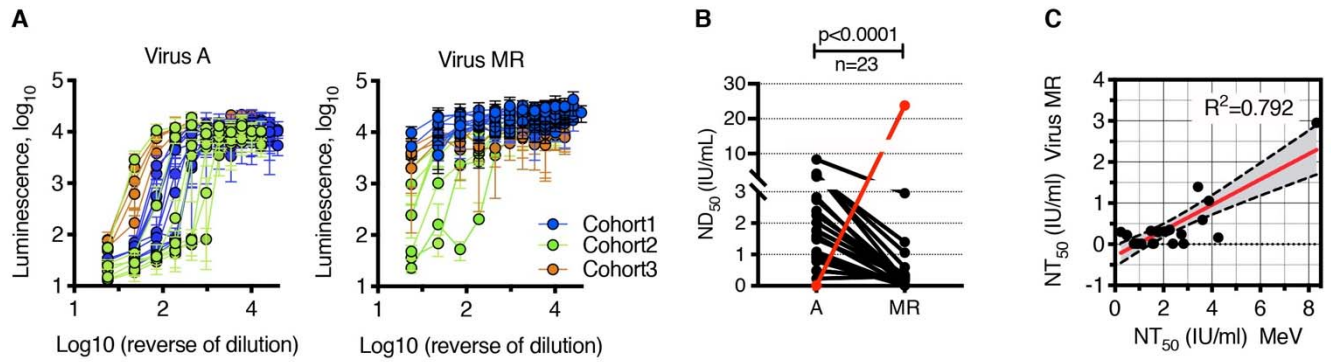 A
Virus A
Luminescence, log10
5
4
3
2
1
1
2
4
Log10 (reverse of dilution)
Virus MR
Luminescence, log10
5
4
3
2
1
1
2
4
Log10 (reverse of dilution)
Cohort1
Cohort2
Cohort3
B
p<0.0001
n=23
ND50 (IU/mL)
30
20
10
3
2
1
0
A MR
C
R²=0.792
NT50 (IU/ml) Virus MR
4
3
2
1
0
-1
0 2 4 6 8
NT50 (IU/ml) MeV